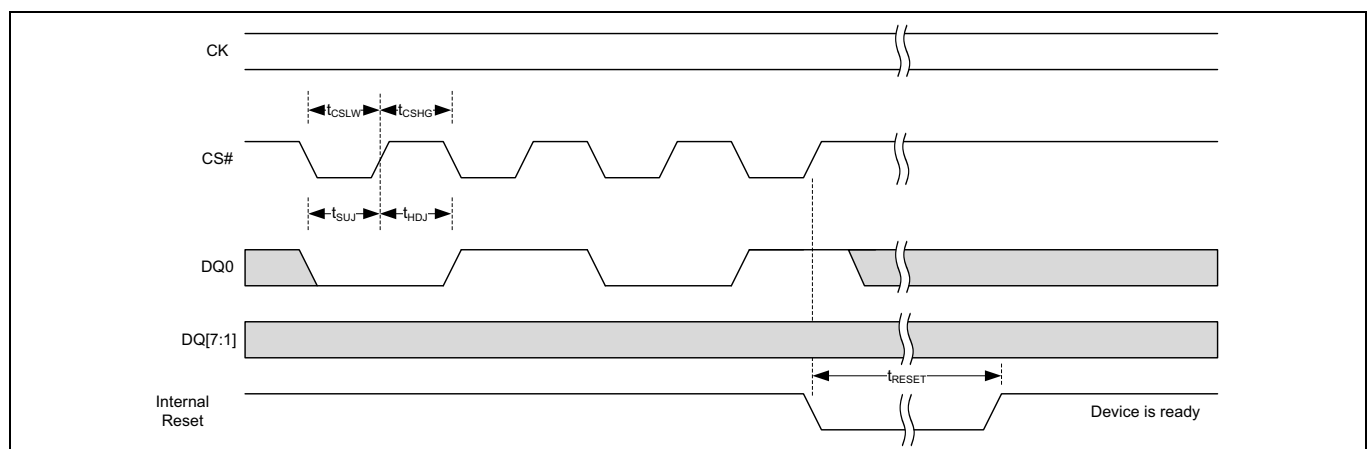 CK
tCSLW tCSHG
CS#
tSUJ tHDJ
DQ0
DQ[7:1]
tRESET
Internal
Reset
Device is ready